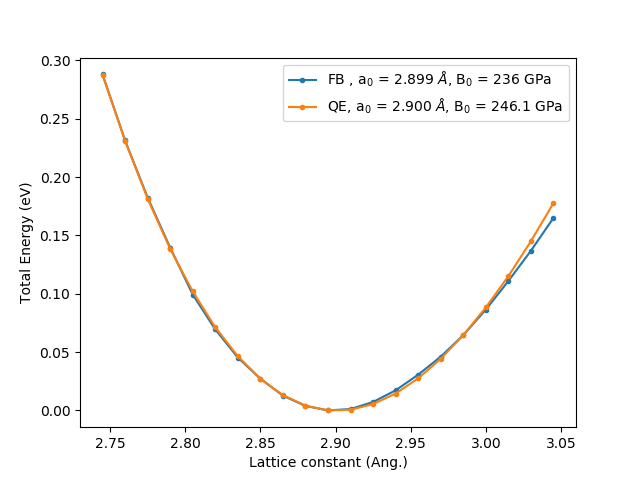 FB , a₀ = 2.899 Å, B₀ = 236 GPa
QE, a₀ = 2.900 Å, B₀ = 246.1 GPa
Total Energy (eV)
0.30
0.25
0.20
0.15
0.10
0.05
0.00
2.75 2.80 2.85 2.90 2.95 3.00 3.05
Lattice constant (Ang.)